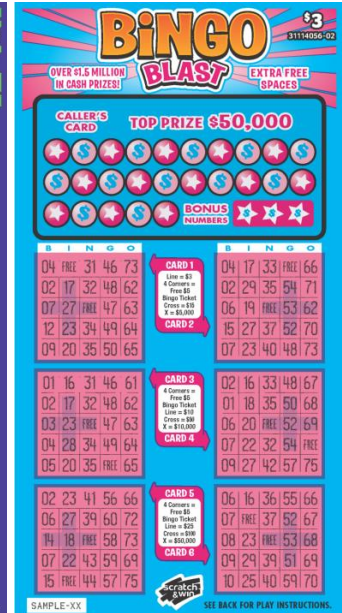 BiNGO
BLAST
$3
31114056-02
OVER $1.5 MILLION
IN CASH PRIZES!
EXTRA FREE
SPACES
CALLER'S
CARD
TOP PRIZE $50,000
BONUS
NUMBERS
B I N G O
04 FREE 31 46 73
02 17 32 48 62
07 27 FREE 47 63
12 23 34 49 64
09 20 35 50 65
CARD 1
Line = $3
4 Corners =
Free $5
Bingo Ticket
Cross = $15
X = $5,000
CARD 2
B I N G O
04 17 33 FREE 66
02 29 35 54 71
06 19 FREE 53 62
15 27 37 52 70
07 23 40 48 73
01 16 31 46 61
02 17 32 48 62
03 23 FREE 47 63
04 28 34 49 64
05 20 35 FREE 65
CARD 3
4 Corners =
Free $5
Bingo Ticket
Line = $10
X = $10,000
CARD 4
02 16 33 48 67
01 18 35 50 68
06 20 FREE 52 69
07 22 32 54 FREE
09 27 42 57 75
02 23 41 56 66
06 27 39 60 72
14 18 FREE 58 73
07 22 43 59 69
15 FREE 44 57 75
CARD 5
4 Corners =
Free $5
Bingo Ticket
Line = $25
Cross = $100
X = $50,000
CARD 6
06 16 36 55 66
07 FREE 37 52 67
08 23 FREE 53 68
09 29 39 51 69
10 25 40 59 70
scratch
&win
SAMPLE-XX
SEE BACK FOR PLAY INSTRUCTIONS.